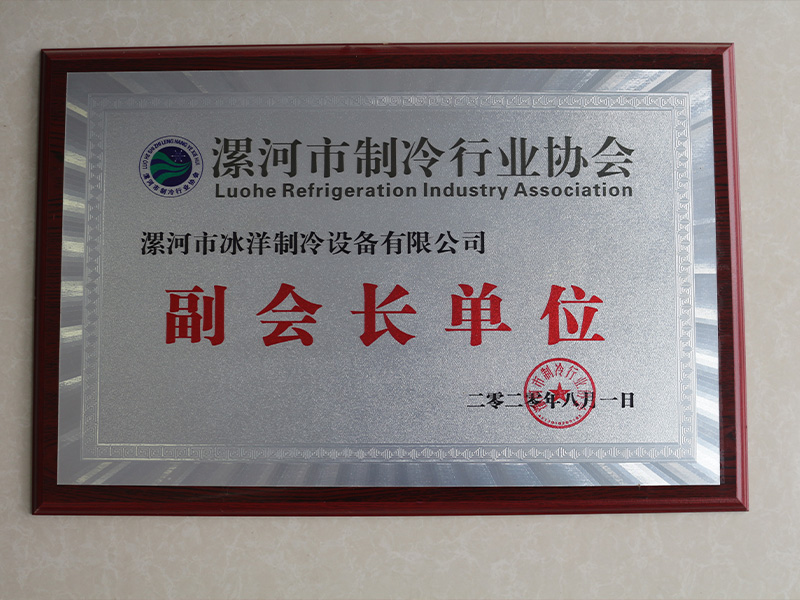 漯河市制冷行业协会
Luohe Refrigeration Industry Association
漯河市冰洋制冷设备有限公司
副会长单位
二零二零年八月一日